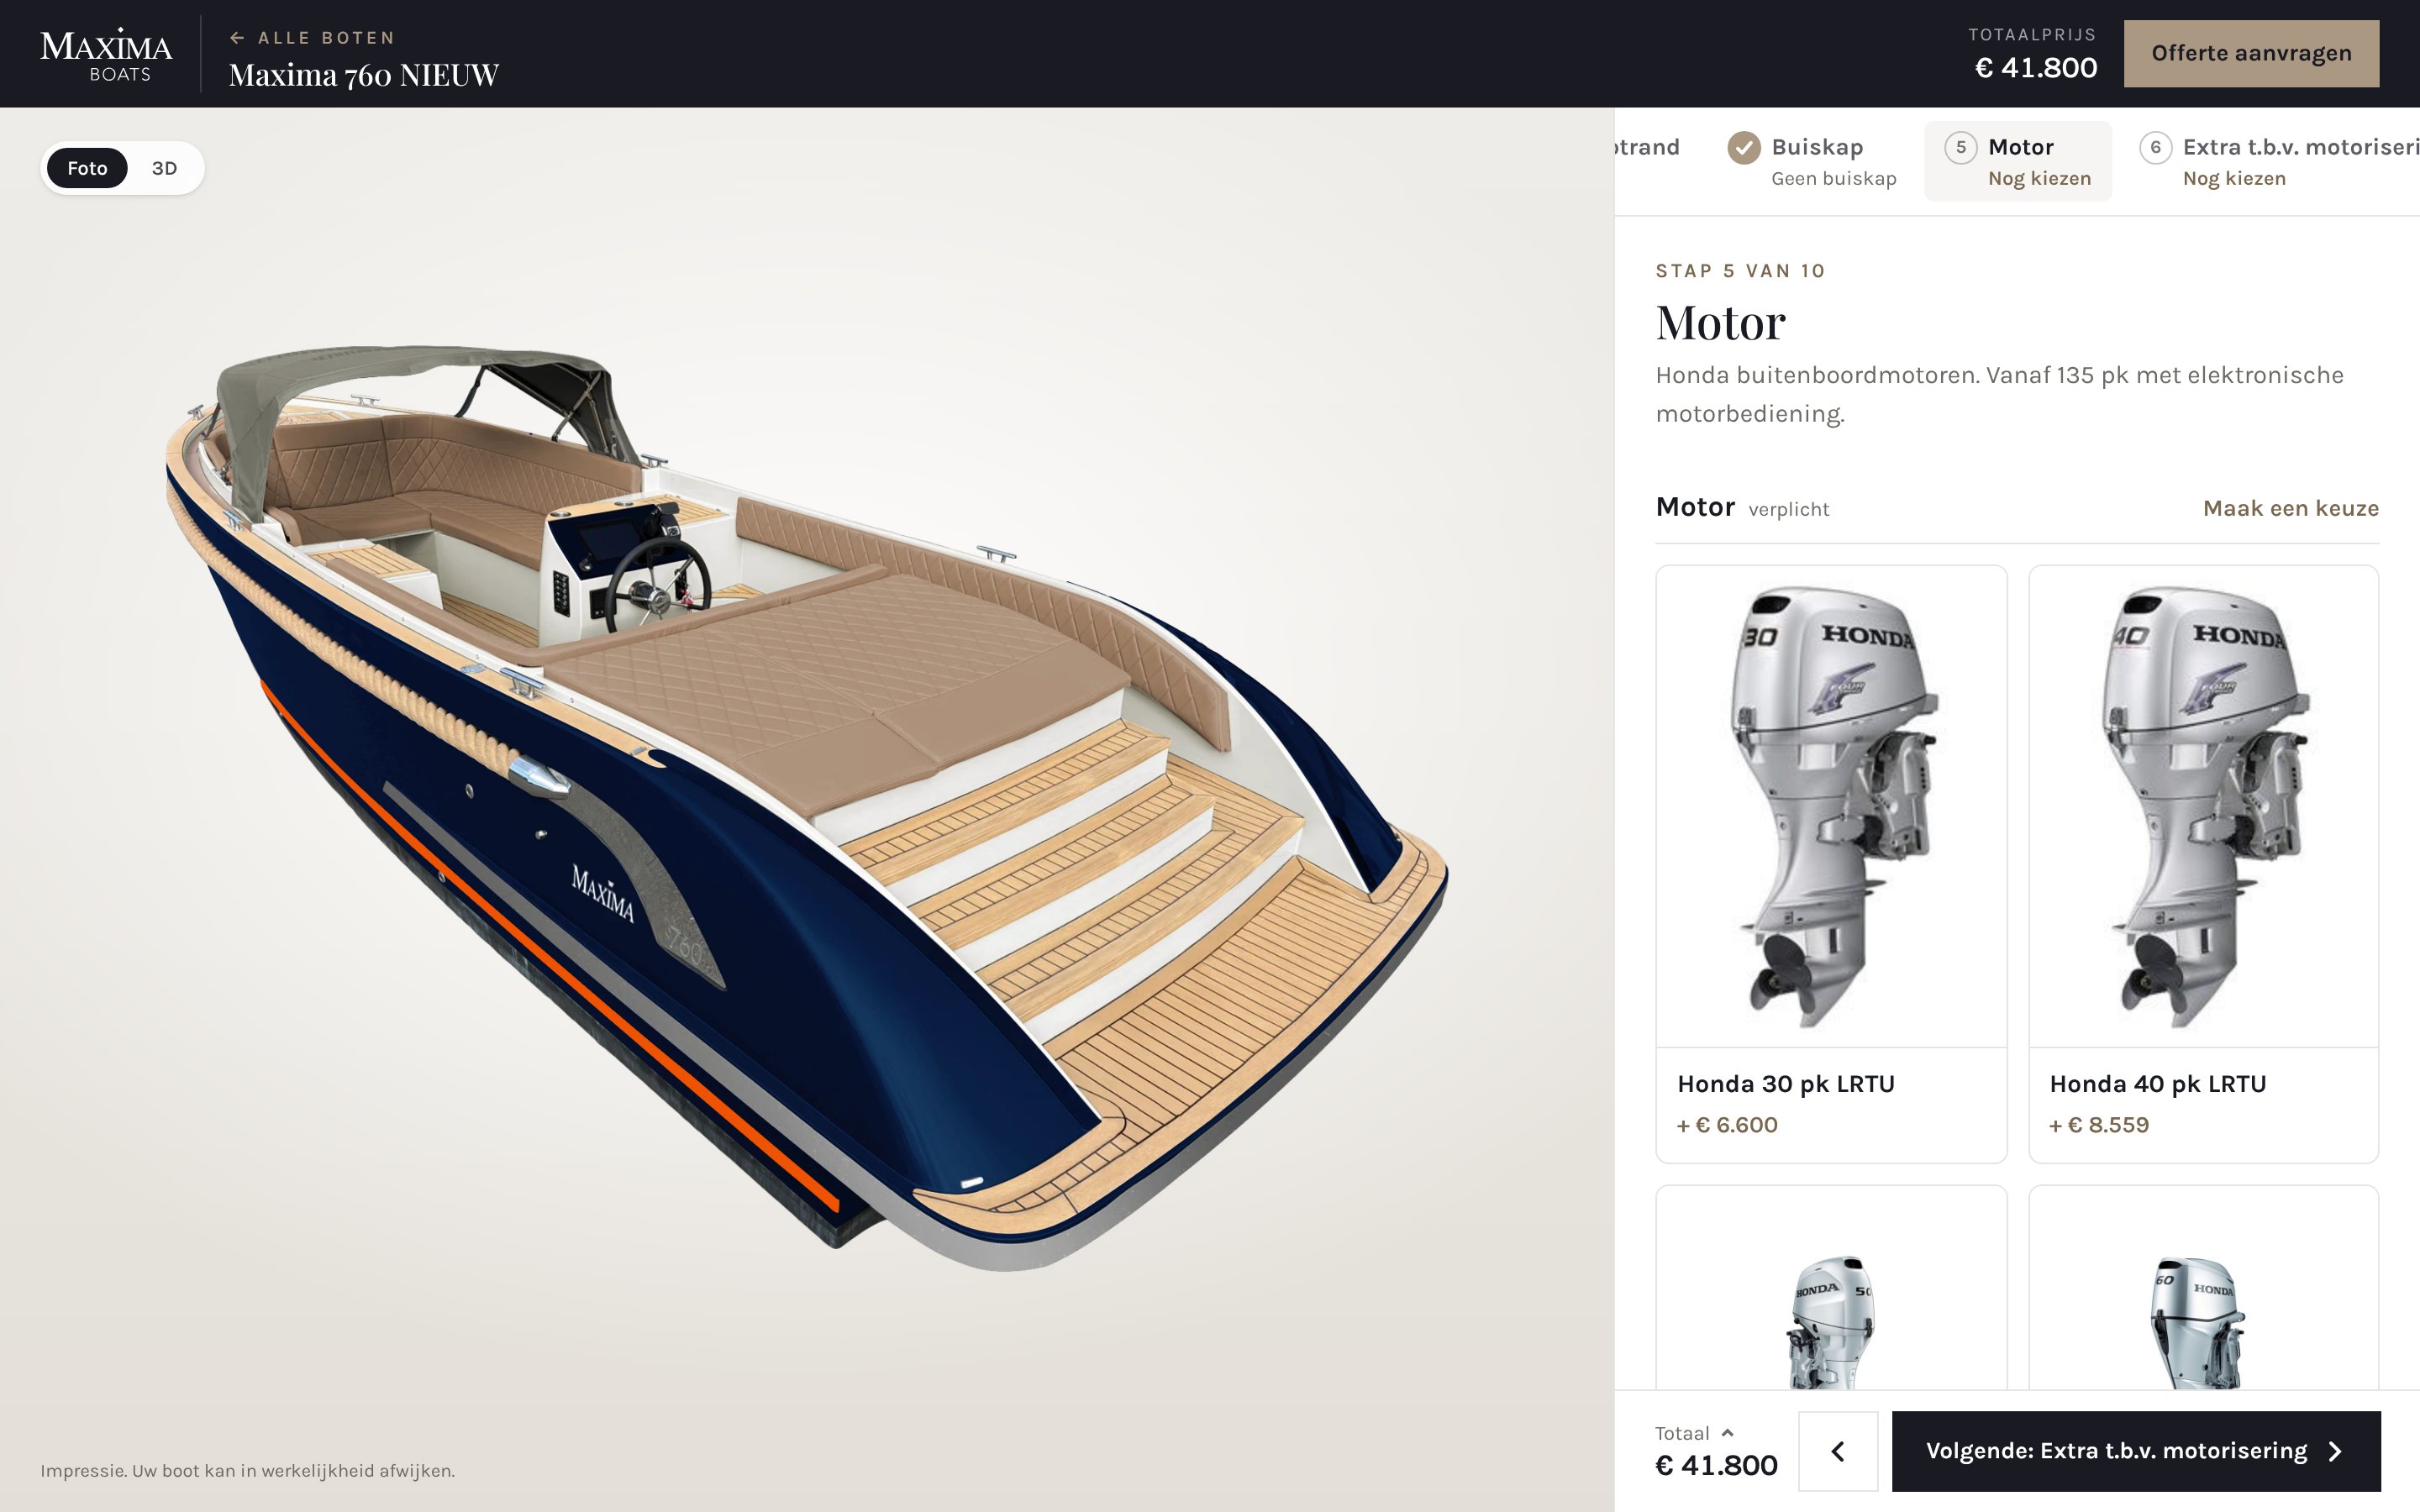 MAXIMA
BOATS
← ALLE BOTEN
Maxima 760 NIEUW
TOTAALPRIJS
€ 41.800
Offerte aanvragen
Foto
3D
Buiskap
Geen buiskap
5
Motor
Nog kiezen
6
Extra t.b.v. motoriseri
Nog kiezen
STAP 5 VAN 10
Motor
Honda buitenboordmotoren. Vanaf 135 pk met elektronische
motorbediening.
Motor verplicht
Maak een keuze
30 HONDA
FOUR
40 HONDA
FOUR
MAXIMA
760
Honda 30 pk LRTU
+ € 6.600
Honda 40 pk LRTU
+ € 8.559
HONDA 50
60 HONDA
Impressie. Uw boot kan in werkelijkheid afwijken.
Totaal
€ 41.800
Volgende: Extra t.b.v. motorisering